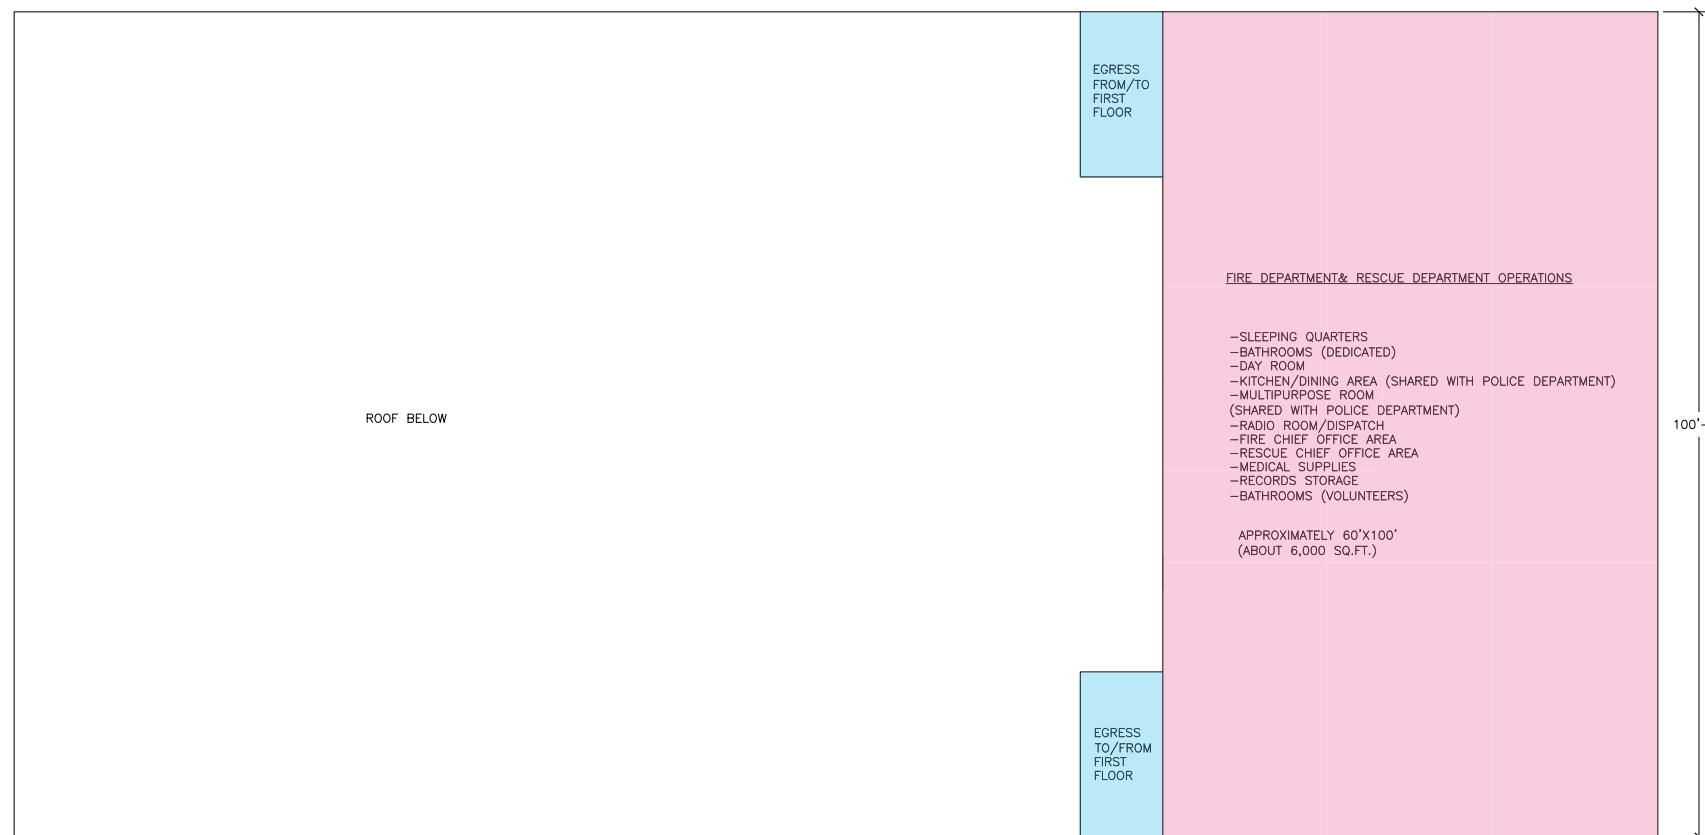 EGRESS
FROM/TO
FIRST
FLOOR
FIRE DEPARTMENT& RESCUE DEPARTMENT OPERATIONS
-SLEEPING QUARTERS
-BATHROOMS (DEDICATED)
-DAY ROOM
-KITCHEN/DINING AREA (SHARED WITH POLICE DEPARTMENT)
-MULTIPURPOSE ROOM
(SHARED WITH POLICE DEPARTMENT)
-RADIO ROOM/DISPATCH
-FIRE CHIEF OFFICE AREA
-RESCUE CHIEF OFFICE AREA
-MEDICAL SUPPLIES
-RECORDS STORAGE
-BATHROOMS (VOLUNTEERS)
APPROXIMATELY 60'X100'
(ABOUT 6,000 SQ.FT.)
ROOF BELOW
100'-
EGRESS
TO/FROM
FIRST
FLOOR